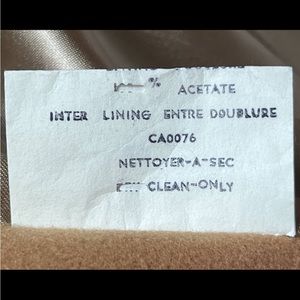 % ACETATE
INTER LINING ENTRE DOUBLURE
CA0076
NETTOYER-A-SEC
CLEAN-ONLY